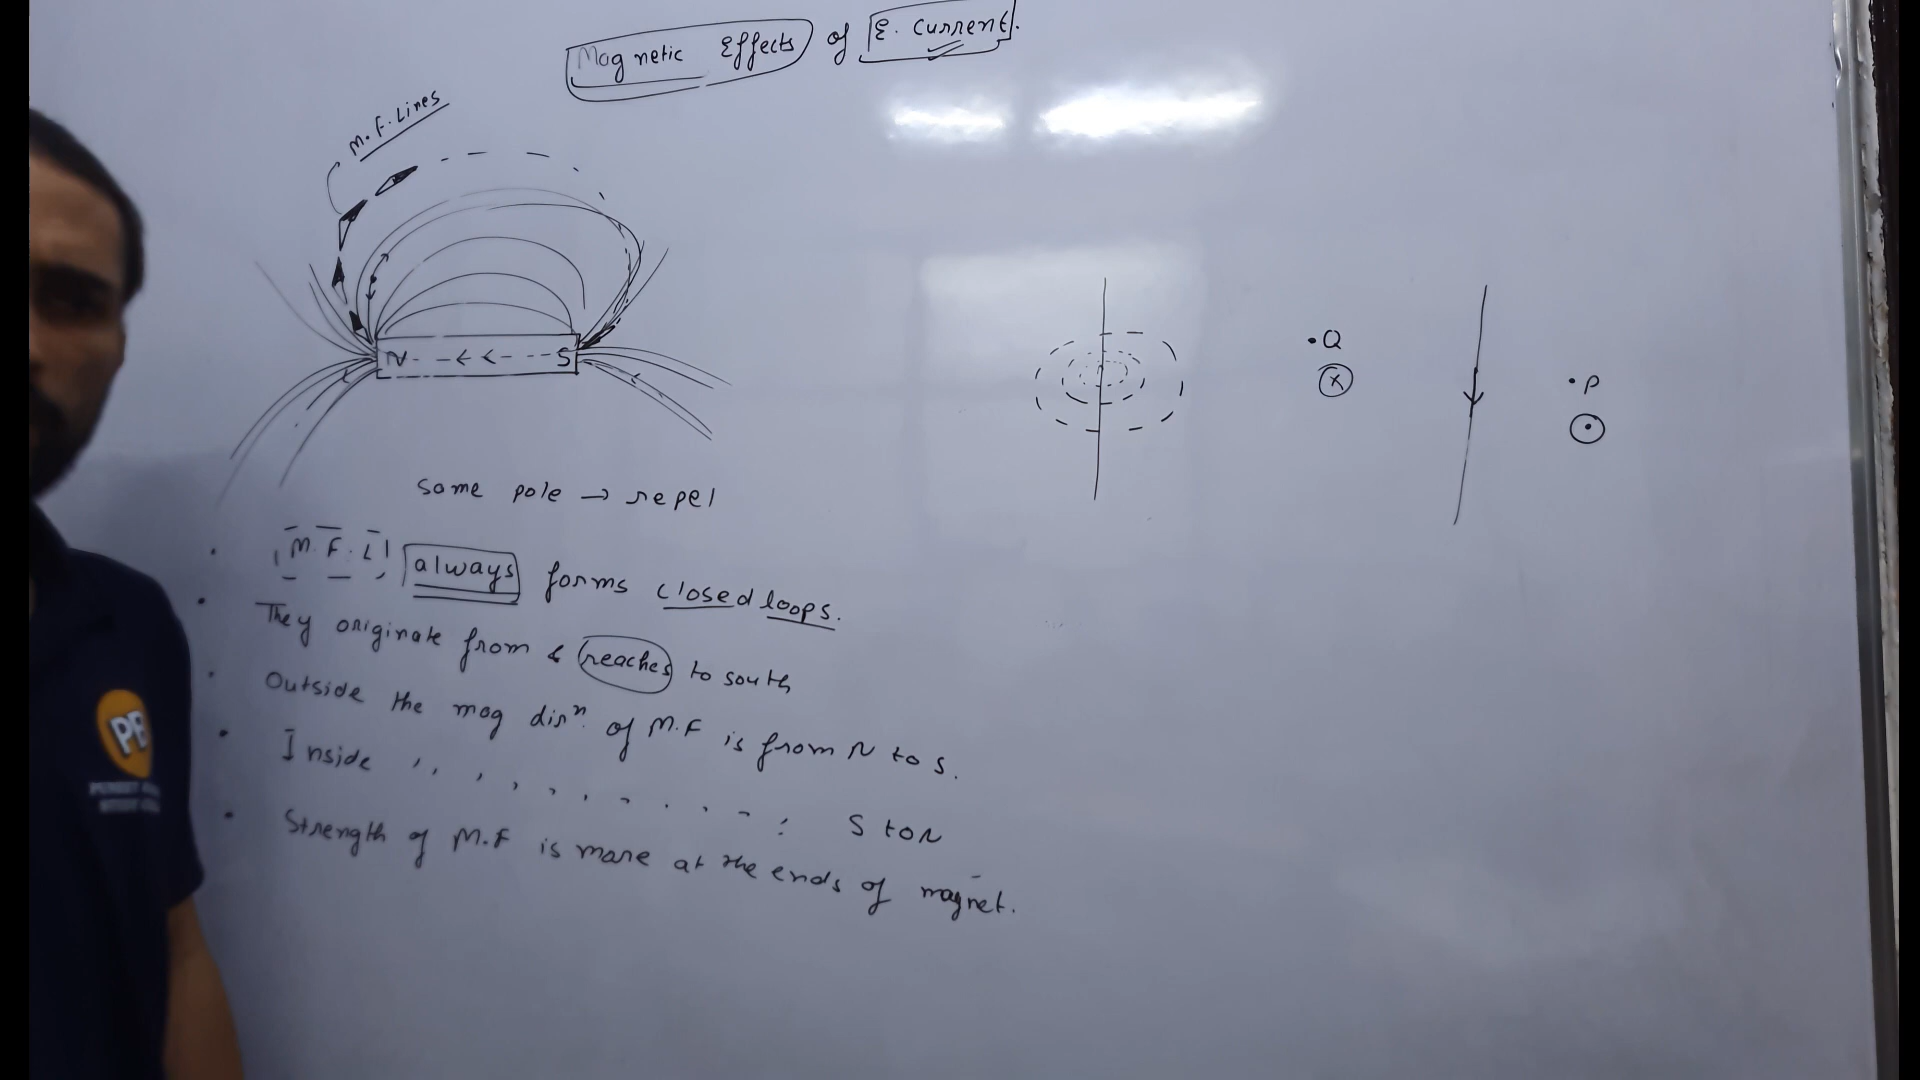 Magnetic Effects of E. Current.
M.F. Lines
N S
Q
X
P
Same pole → repel
M.F.L always forms closed loops.
They originate from & reaches to south
Outside the mag dirⁿ. of M.F is from N to S.
Inside ,, , , , , , , , , : S to N
Strength of M.F is more at the ends of magnet.
PB